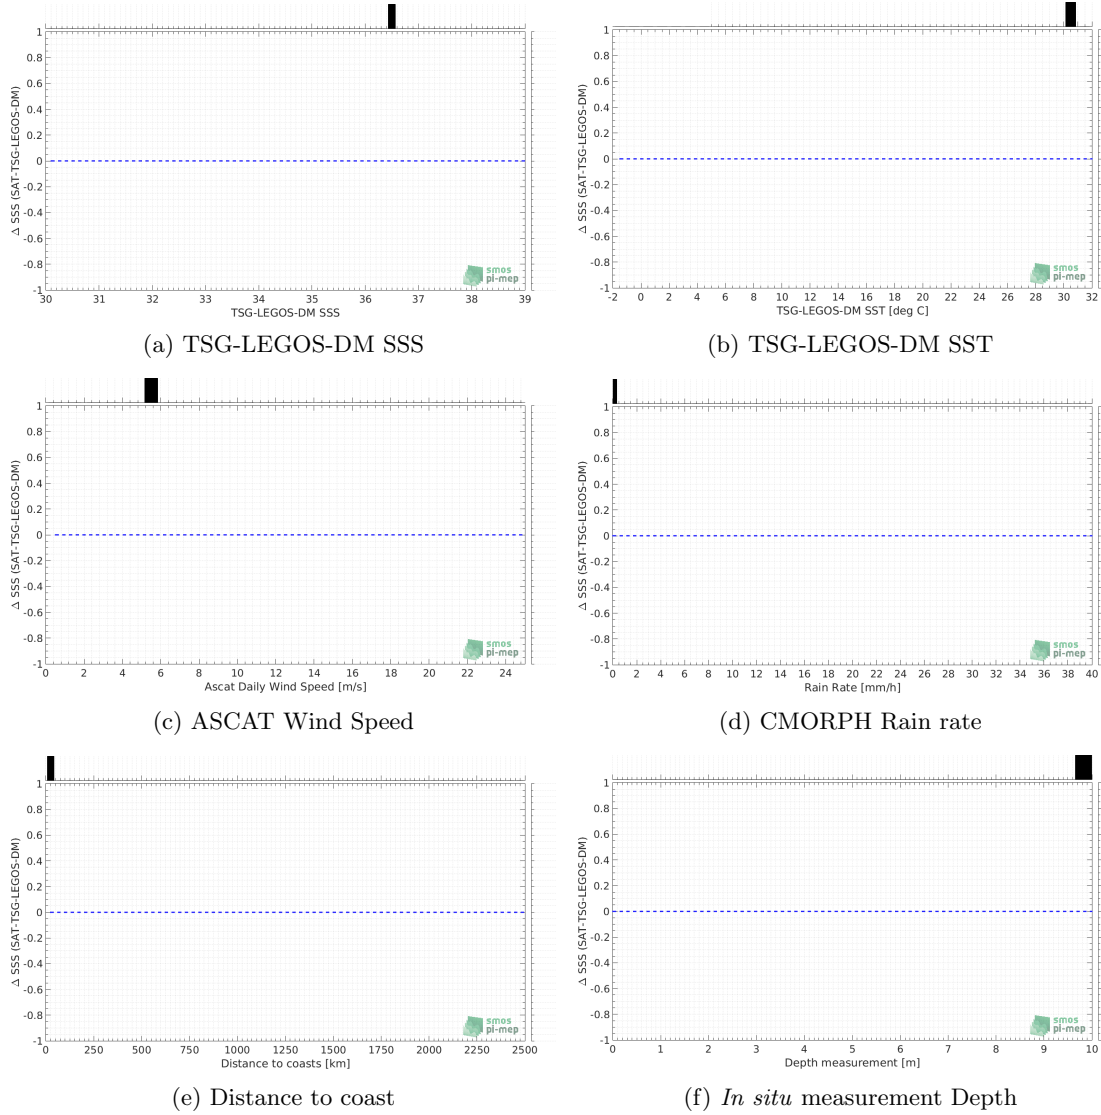 1
0.8
0.6
0.4
0.2
0
-0.2
-0.4
-0.6
-0.8
-1
Δ SSS (SAT-TSG-LEGOS-DM)
smos
pi-mep
30 31 32 33 34 35 36 37 38 39
TSG-LEGOS-DM SSS
(a) TSG-LEGOS-DM SSS
1
0.8
0.6
0.4
0.2
0
-0.2
-0.4
-0.6
-0.8
-1
Δ SSS (SAT-TSG-LEGOS-DM)
smos
pi-mep
-2 0 2 4 6 8 10 12 14 16 18 20 22 24 26 28 30 32
TSG-LEGOS-DM SST [deg C]
(b) TSG-LEGOS-DM SST
1
0.8
0.6
0.4
0.2
0
-0.2
-0.4
-0.6
-0.8
-1
Δ SSS (SAT-TSG-LEGOS-DM)
smos
pi-mep
0 2 4 6 8 10 12 14 16 18 20 22 24
Ascat Daily Wind Speed [m/s]
(c) ASCAT Wind Speed
1
0.8
0.6
0.4
0.2
0
-0.2
-0.4
-0.6
-0.8
-1
Δ SSS (SAT-TSG-LEGOS-DM)
smos
pi-mep
0 2 4 6 8 10 12 14 16 18 20 22 24 26 28 30 32 34 36 38 40
Rain Rate [mm/h]
(d) CMORPH Rain rate
1
0.8
0.6
0.4
0.2
0
-0.2
-0.4
-0.6
-0.8
-1
Δ SSS (SAT-TSG-LEGOS-DM)
smos
pi-mep
0 250 500 750 1000 1250 1500 1750 2000 2250 2500
Distance to coasts [km]
(e) Distance to coast
1
0.8
0.6
0.4
0.2
0
-0.2
-0.4
-0.6
-0.8
-1
Δ SSS (SAT-TSG-LEGOS-DM)
smos
pi-mep
0 1 2 3 4 5 6 7 8 9 10
Depth measurement [m]
(f) In situ measurement Depth